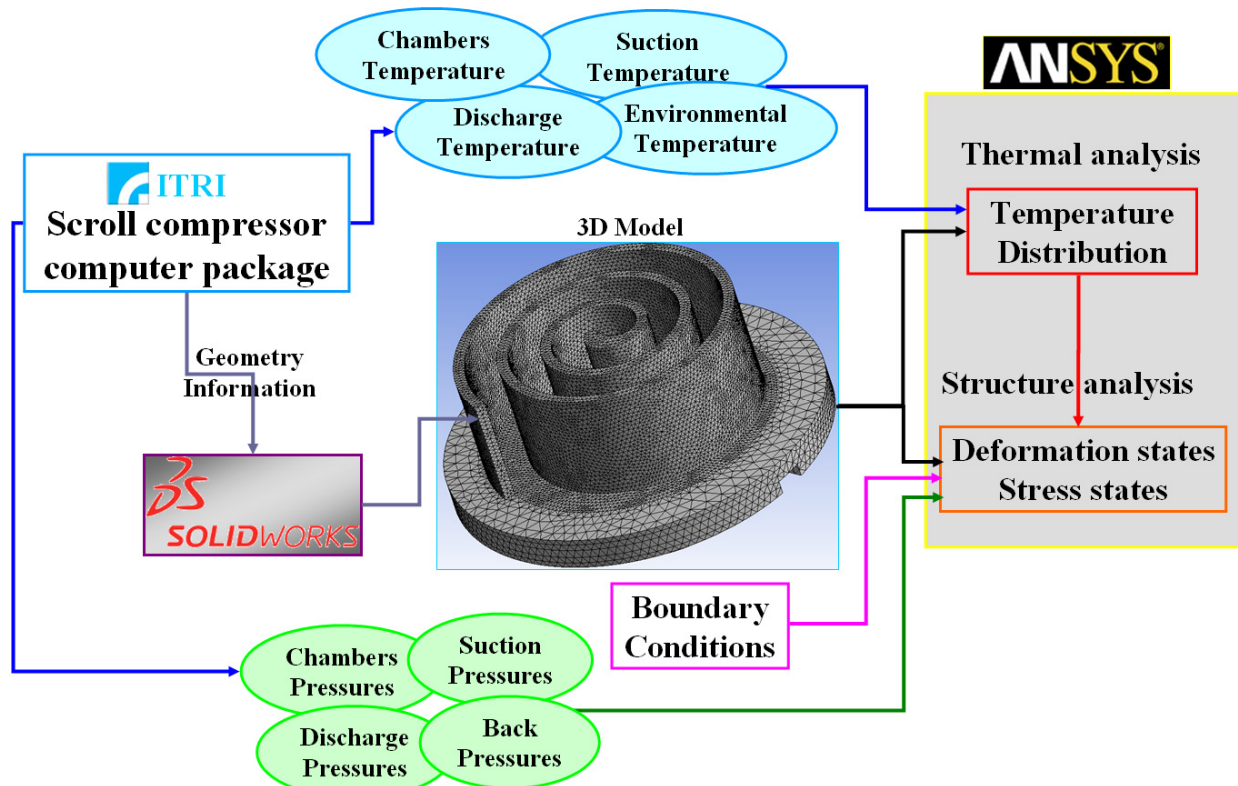 Chambers
Temperature
Suction
Temperature
Discharge
Temperature
Environmental
Temperature
ANSYS®
ITRI
Scroll compressor
computer package
Geometry
Information
3DS
SOLIDWORKS
3D Model
Thermal analysis
Temperature
Distribution
Structure analysis
Deformation states
Stress states
Boundary
Conditions
Chambers
Pressures
Suction
Pressures
Discharge
Pressures
Back
Pressures